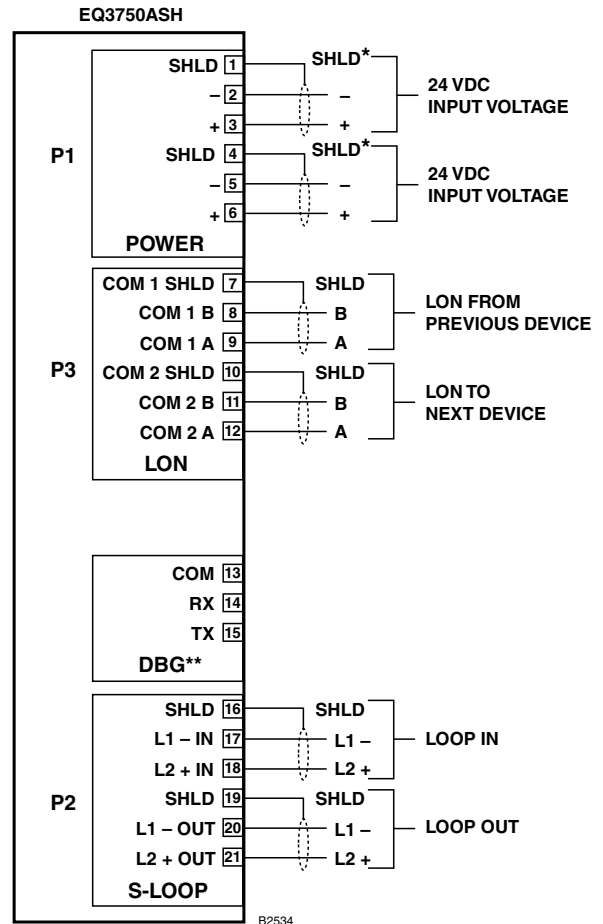 EQ3750ASH
SHLD 1 SHLD*
– 2 –
+ 3 +
24 VDC
INPUT VOLTAGE
P1
SHLD 4 SHLD*
– 5 –
+ 6 +
24 VDC
INPUT VOLTAGE
POWER
COM 1 SHLD 7 SHLD
COM 1 B 8 B
COM 1 A 9 A
LON FROM
PREVIOUS DEVICE
P3
COM 2 SHLD 10 SHLD
COM 2 B 11 B
COM 2 A 12 A
LON TO
NEXT DEVICE
LON
COM 13
RX 14
TX 15
DBG**
SHLD 16 SHLD
L1 – IN 17 L1 –
L2 + IN 18 L2 +
LOOP IN
P2
SHLD 19 SHLD
L1 – OUT 20 L1 –
L2 + OUT 21 L2 +
LOOP OUT
S-LOOP
B2534